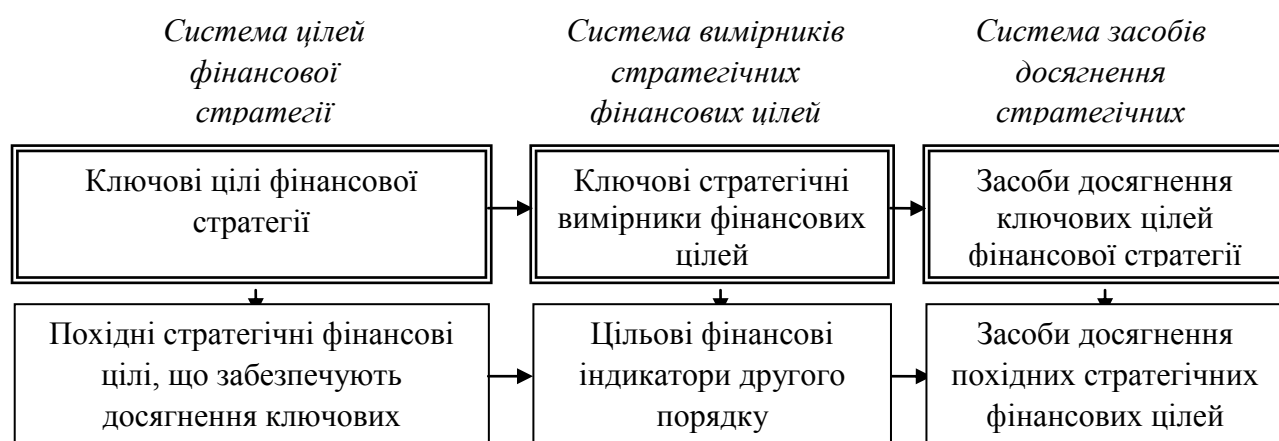 Система цілей
фінансової
стратегії
Система вимірників
стратегічних
фінансових цілей
Система засобів
досягнення
стратегічних
Ключові цілі фінансової
стратегії
Ключові стратегічні
вимірники фінансових
цілей
Засоби досягнення
ключових цілей
фінансової стратегії
Похідні стратегічні фінансові
цілі, що забезпечують
досягнення ключових
Цільові фінансові
індикатори другого
порядку
Засоби досягнення
похідних стратегічних
фінансових цілей